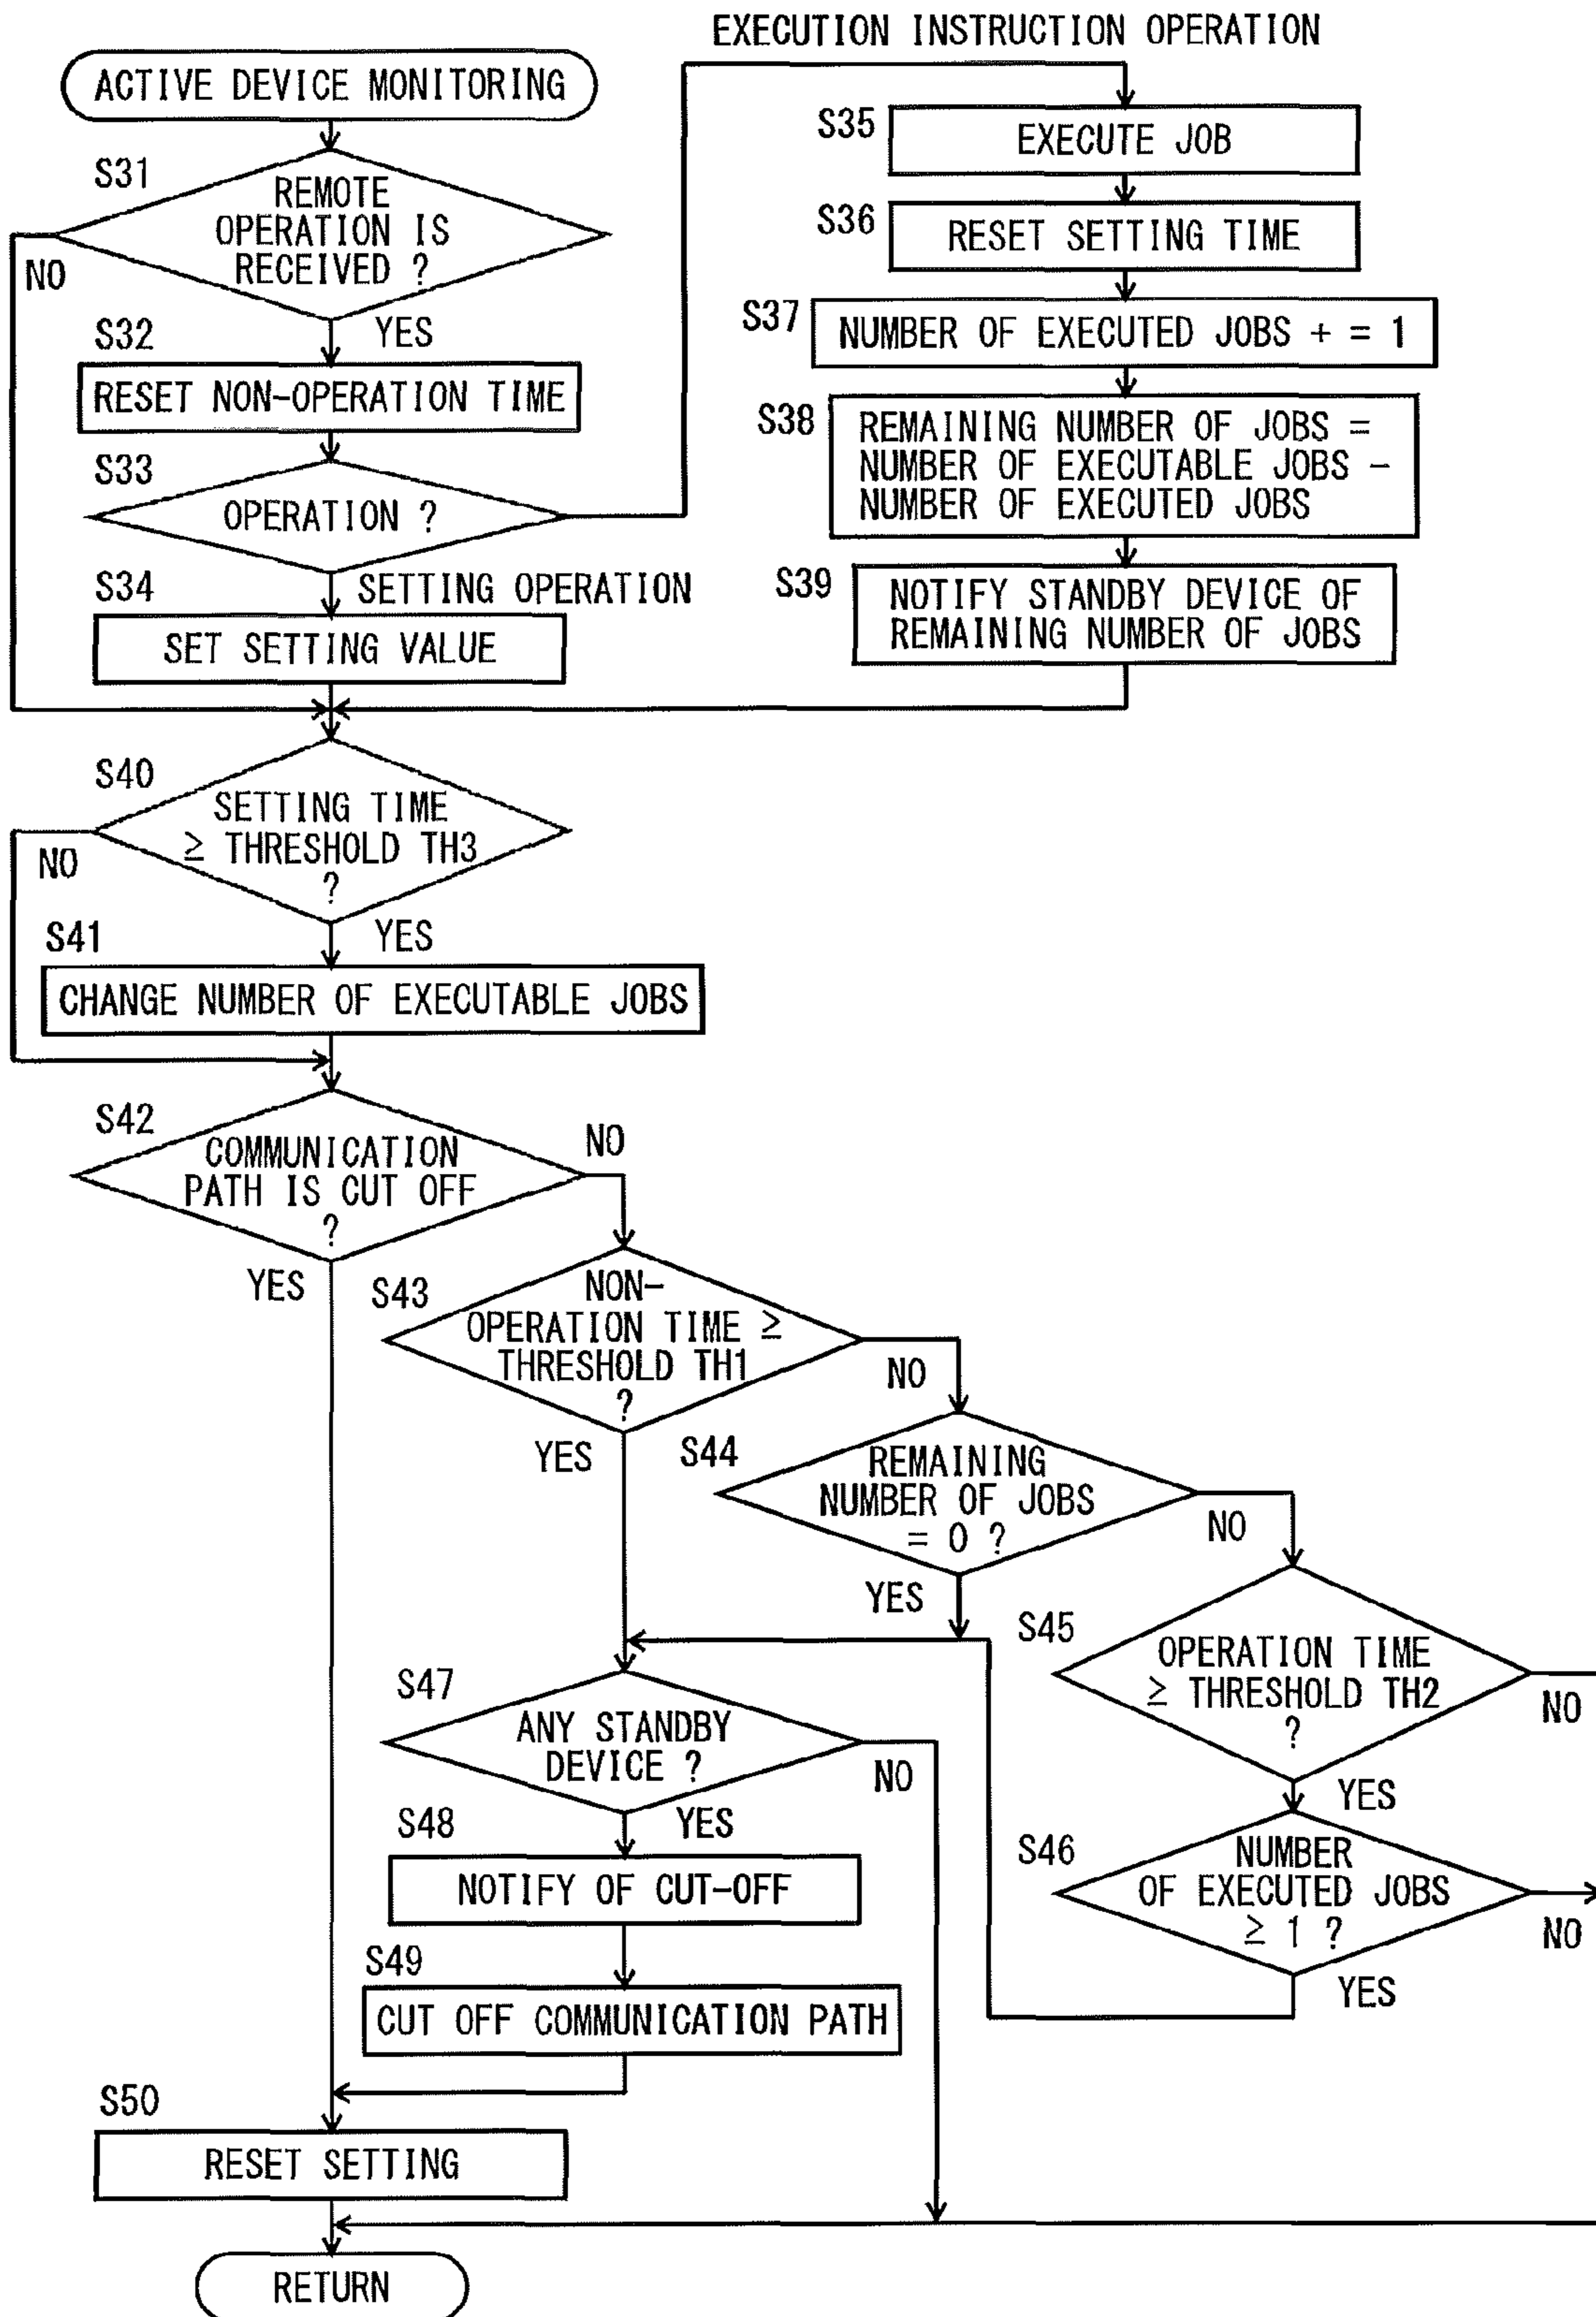 EXECUTION INSTRUCTION OPERATION
ACTIVE DEVICE MONITORING
S31
REMOTE
OPERATION IS
RECEIVED ?
NO
YES
S32
RESET NON-OPERATION TIME
S33
OPERATION ?
SETTING OPERATION
S34
SET SETTING VALUE
S35
EXECUTE JOB
S36
RESET SETTING TIME
S37
NUMBER OF EXECUTED JOBS + = 1
S38
REMAINING NUMBER OF JOBS =
NUMBER OF EXECUTABLE JOBS -
NUMBER OF EXECUTED JOBS
S39
NOTIFY STANDBY DEVICE OF
REMAINING NUMBER OF JOBS
S40
SETTING TIME
≥ THRESHOLD TH3
?
NO
YES
S41
CHANGE NUMBER OF EXECUTABLE JOBS
S42
COMMUNICATION
PATH IS CUT OFF
?
NO
YES
S43
NON-
OPERATION TIME ≥
THRESHOLD TH1
?
NO
YES
S44
REMAINING
NUMBER OF JOBS
= 0 ?
NO
YES
S45
OPERATION TIME
≥ THRESHOLD TH2
?
NO
YES
S46
NUMBER
OF EXECUTED JOBS
≥ 1 ?
NO
YES
S47
ANY STANDBY
DEVICE ?
NO
YES
S48
NOTIFY OF CUT-OFF
S49
CUT OFF COMMUNICATION PATH
S50
RESET SETTING
RETURN